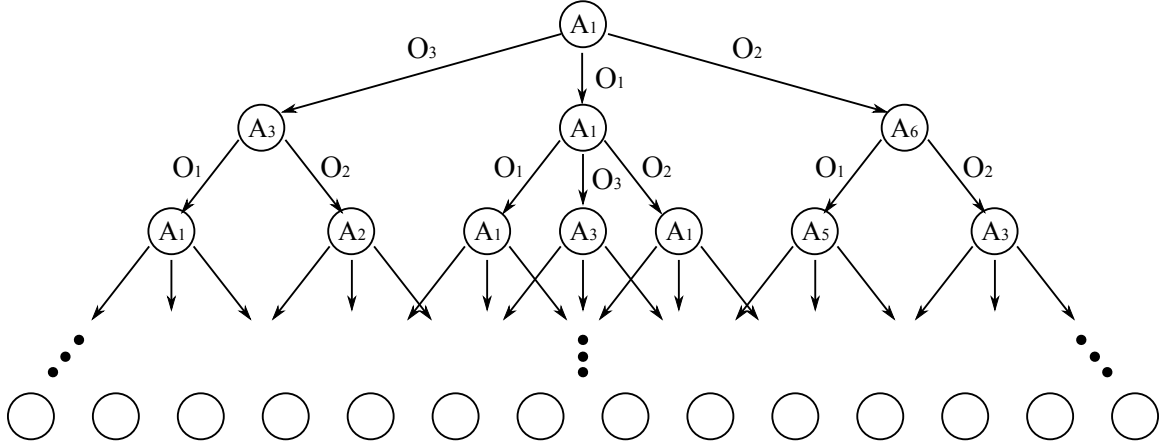 A1
O3 O2
O1
A3 A1 A6
O1 O2 O1 O3 O2 O1 O2
A1 A2 A1 A3 A1 A5 A3